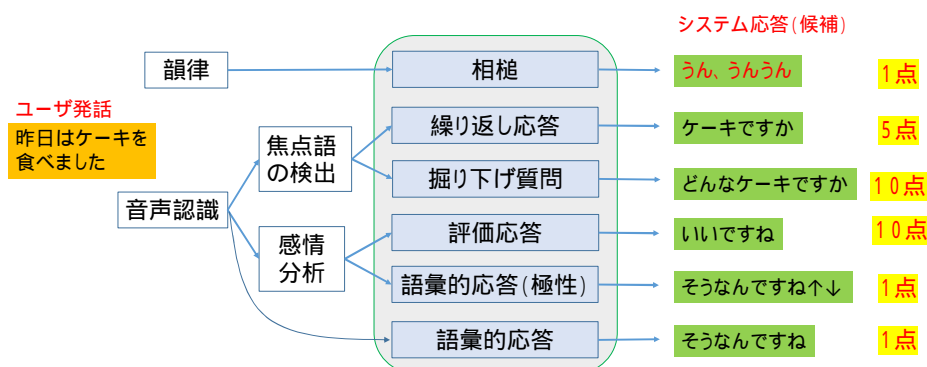 システム応答(候補)
韻律
相槌
うん、うんうん
1点
ユーザ発話
昨日はケーキを
食べました
焦点語
の検出
繰り返し応答
ケーキですか
5点
掘り下げ質問
どんなケーキですか
10点
音声認識
感情
分析
評価応答
いいですね
10点
語彙的応答(極性)
そうなんですね↑↓
1点
語彙的応答
そうなんですね
1点